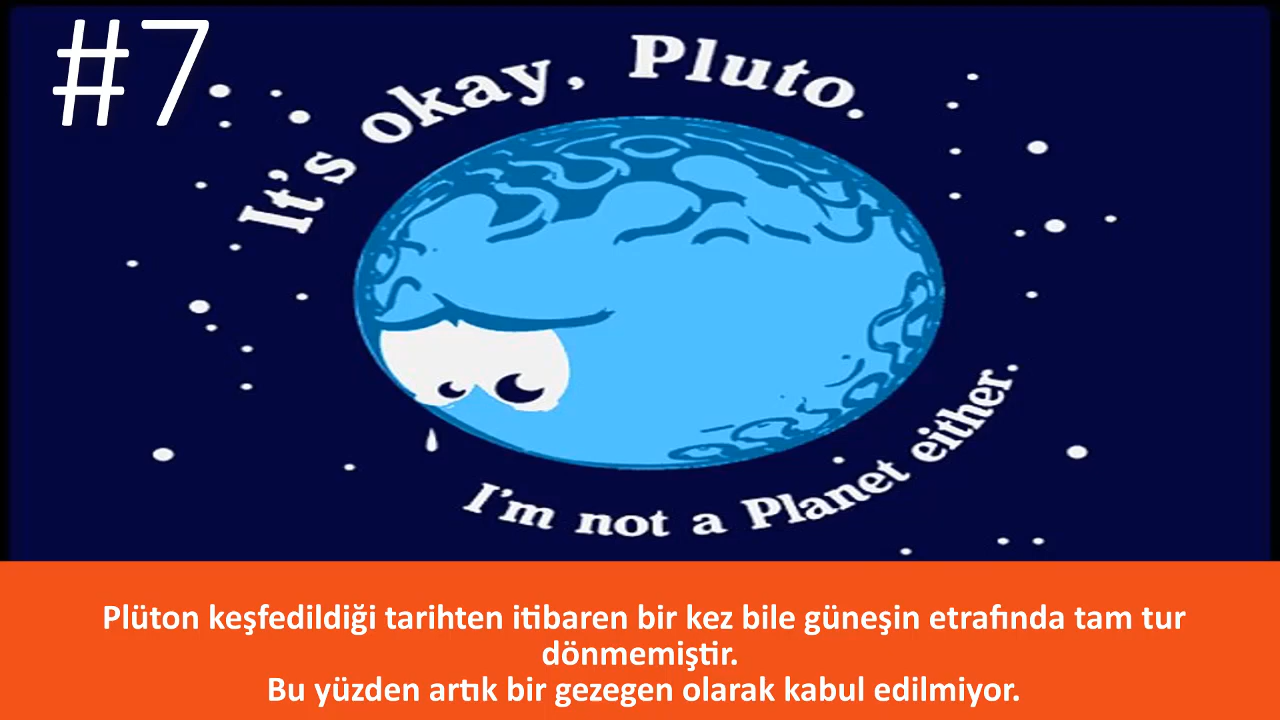 #7
It's okay, Pluto.
I'm not a Planet either.
Plüton keşfedildiği tarihten itibaren bir kez bile güneşin etrafında tam tur
dönmemiştir.
Bu yüzden artık bir gezegen olarak kabul edilmiyor.